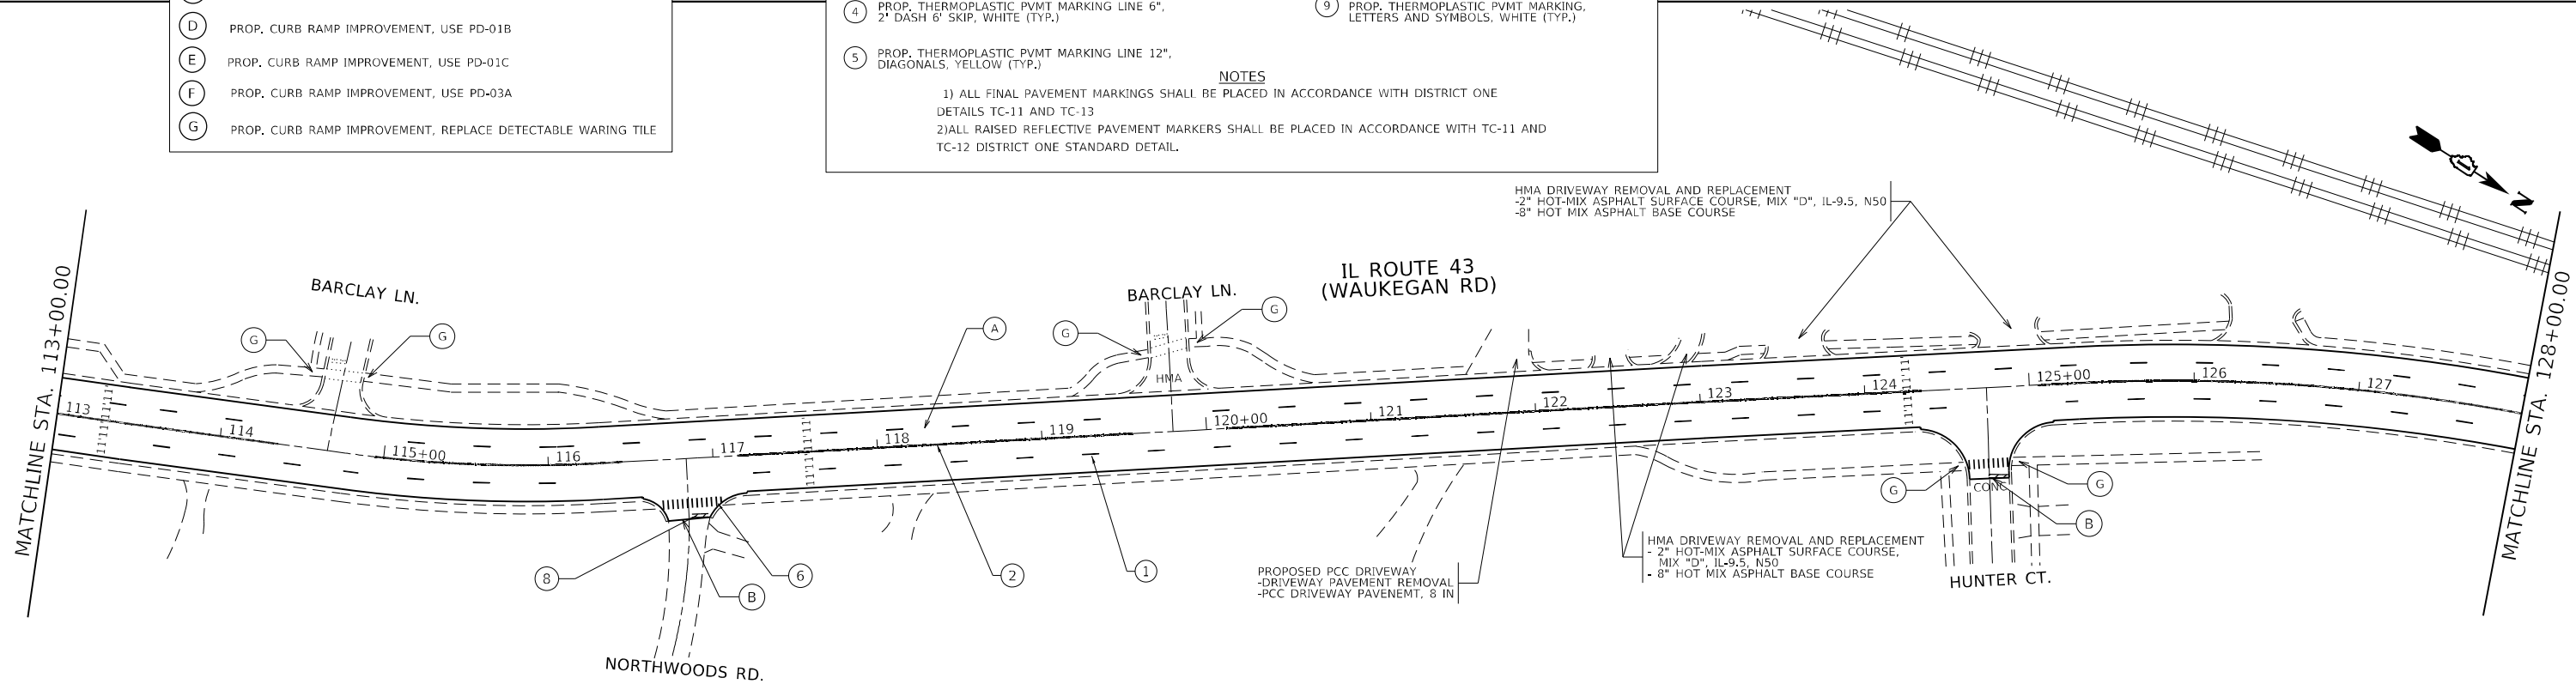 D PROP. CURB RAMP IMPROVEMENT, USE PD-01B
E PROP. CURB RAMP IMPROVEMENT, USE PD-01C
F PROP. CURB RAMP IMPROVEMENT, USE PD-03A
G PROP. CURB RAMP IMPROVEMENT, REPLACE DETECTABLE WARING TILE
4 PROP. THERMOPLASTIC PVMT MARKING LINE 6",
2' DASH 6' SKIP, WHITE (TYP.)
9 PROP. THERMOPLASTIC PVMT MARKING,
LETTERS AND SYMBOLS, WHITE (TYP.)
5 PROP. THERMOPLASTIC PVMT MARKING LINE 12",
DIAGONALS, YELLOW (TYP.)
NOTES
1) ALL FINAL PAVEMENT MARKINGS SHALL BE PLACED IN ACCORDANCE WITH DISTRICT ONE
DETAILS TC-11 AND TC-13
2)ALL RAISED REFLECTIVE PAVEMENT MARKERS SHALL BE PLACED IN ACCORDANCE WITH TC-11 AND
TC-12 DISTRICT ONE STANDARD DETAIL.
N
HMA DRIVEWAY REMOVAL AND REPLACEMENT
-2" HOT-MIX ASPHALT SURFACE COURSE, MIX "D", IL-9.5, N50
-8" HOT MIX ASPHALT BASE COURSE
MATCHLINE STA. 113+00.00
BARCLAY LN.
G
G
A
BARCLAY LN.
G
G
HMA
IL ROUTE 43
(WAUKEGAN RD)
MATCHLINE STA. 128+00.00
113
114
115+00
116
117
118
119
120+00
121
122
123
124
125+00
126
127
G
CONC
G
B
8
B
6
2
1
PROPOSED PCC DRIVEWAY
-DRIVEWAY PAVEMENT REMOVAL
-PCC DRIVEWAY PAVENEMT, 8 IN
HMA DRIVEWAY REMOVAL AND REPLACEMENT
- 2" HOT-MIX ASPHALT SURFACE COURSE,
MIX "D", IL-9.5, N50
- 8" HOT MIX ASPHALT BASE COURSE
HUNTER CT.
NORTHWOODS RD.